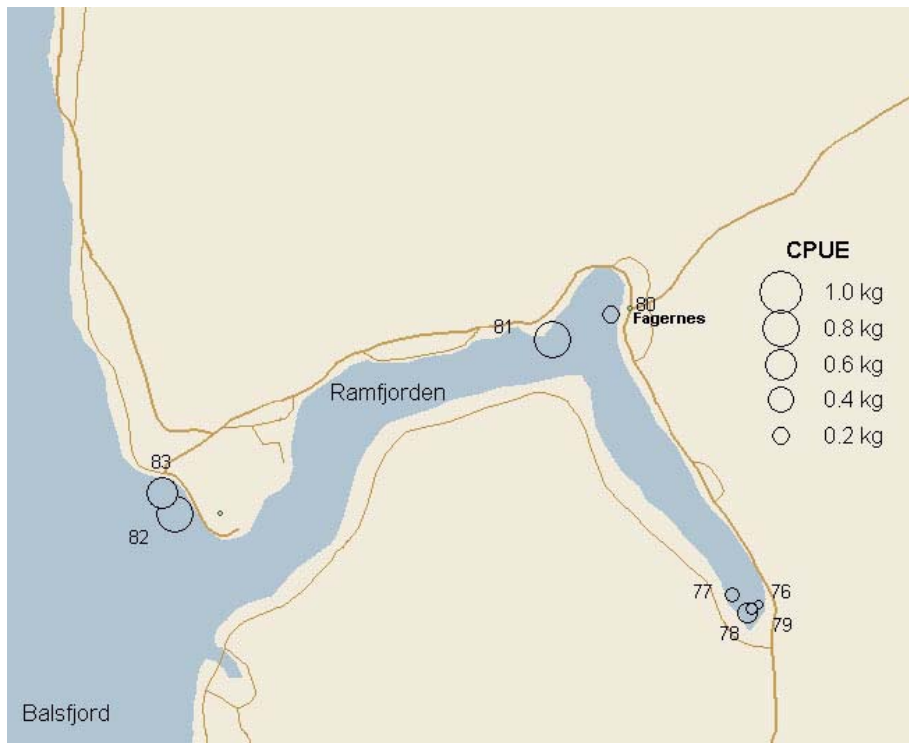 CPUE
1.0 kg
0.8 kg
0.6 kg
0.4 kg
0.2 kg
80
Fagernes
81
Ramfjorden
83
82
77
76
78
79
Balsfjord